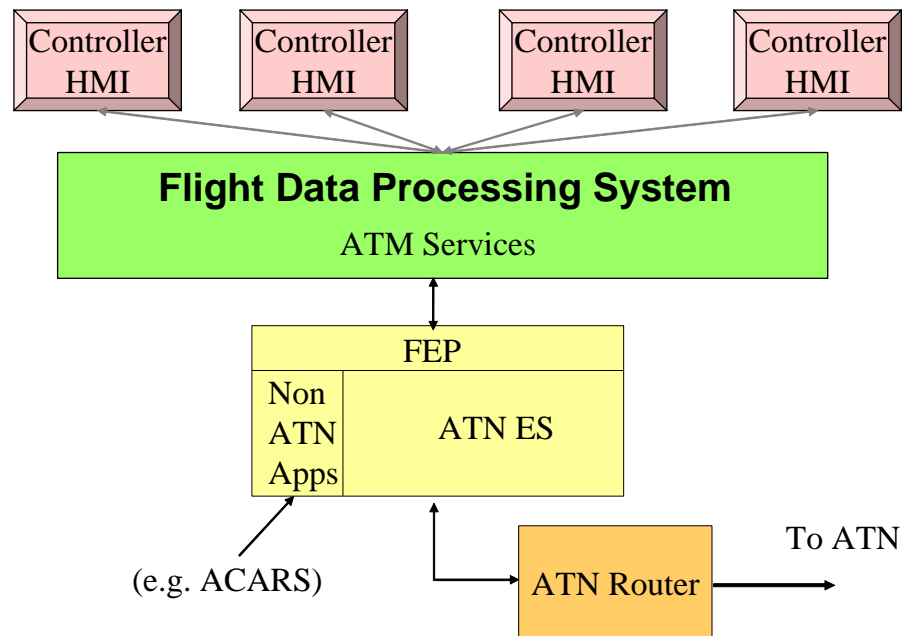 Controller
HMI
Controller
HMI
Controller
HMI
Controller
HMI
Flight Data Processing System
ATM Services
FEP
Non
ATN
Apps
ATN ES
(e.g. ACARS)
ATN Router
To ATN